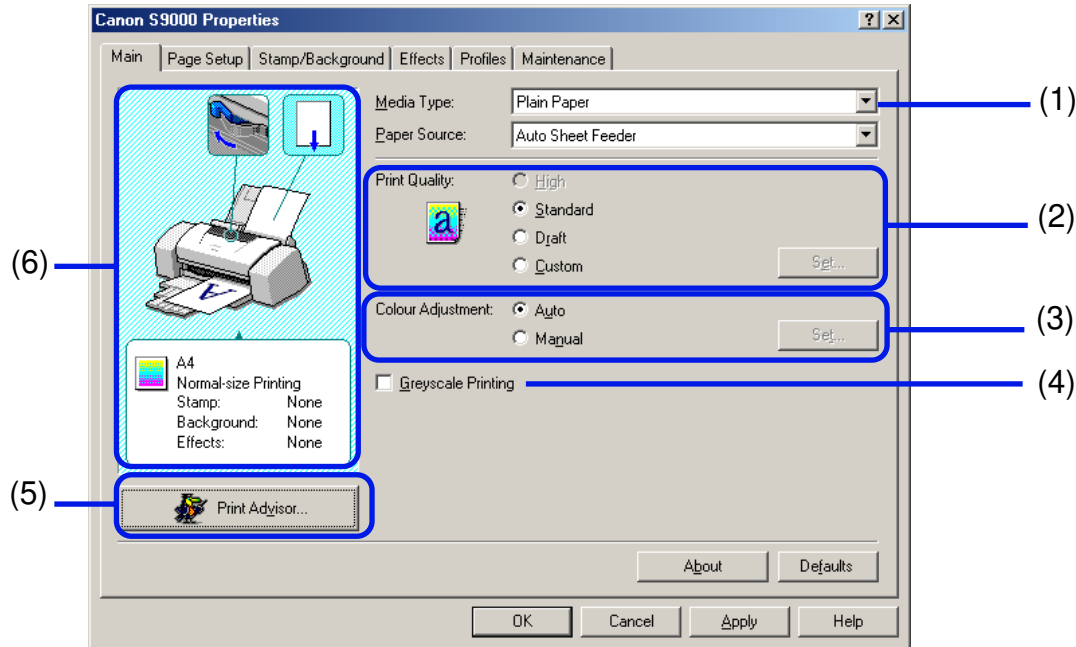 Canon S9000 Properties
Main Page Setup Stamp/Background Effects Profiles Maintenance
Media Type: Plain Paper (1)
Paper Source: Auto Sheet Feeder
Print Quality: High
Standard
Draft
Custom Set...
(2)
a
Colour Adjustment: Auto
Manual Set...
(3)
Greyscale Printing (4)
(6)
A
A4
Normal-size Printing
Stamp: None
Background: None
Effects: None
(5) Print Advisor...
About Defaults
OK Cancel Apply Help